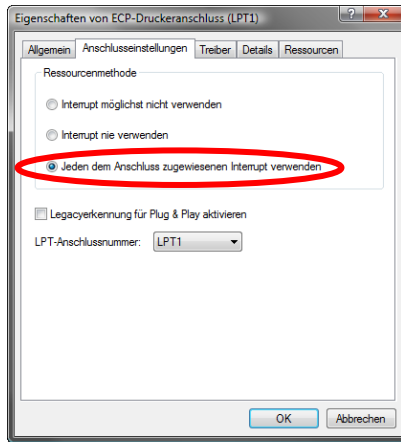 Eigenschaften von ECP-Druckeranschluss (LPT1)
Allgemein Anschlusseinstellungen Treiber Details Ressourcen
Ressourcenmethode
Interrupt möglichst nicht verwenden
Interrupt nie verwenden
Jeden dem Anschluss zugewiesenen Interrupt verwenden
Legacyerkennung für Plug & Play aktivieren
LPT-Anschlussnummer: LPT1
OK Abbrechen